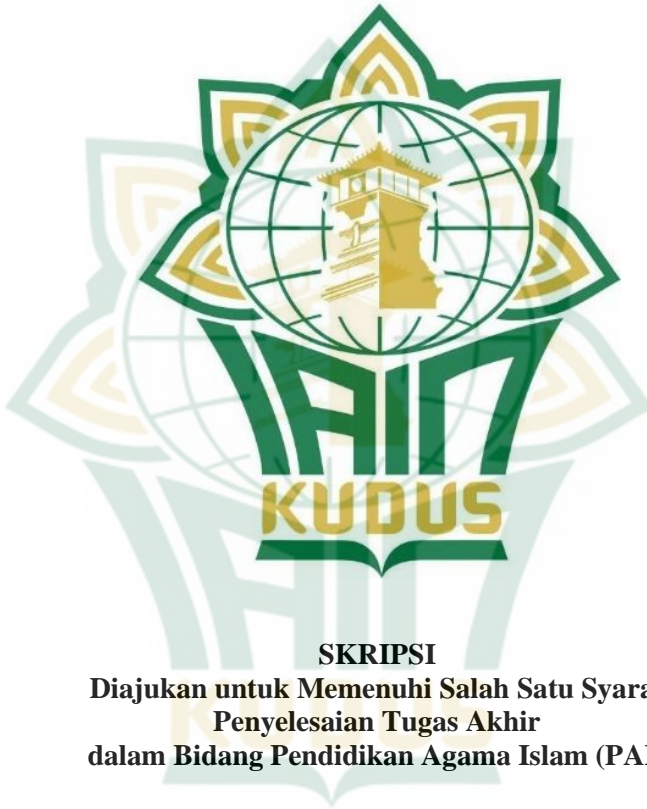 IAIN
KUDUS
SKRIPSI
Diajukan untuk Memenuhi Salah Satu Syara
Penyelesaian Tugas Akhir
dalam Bidang Pendidikan Agama Islam (PA